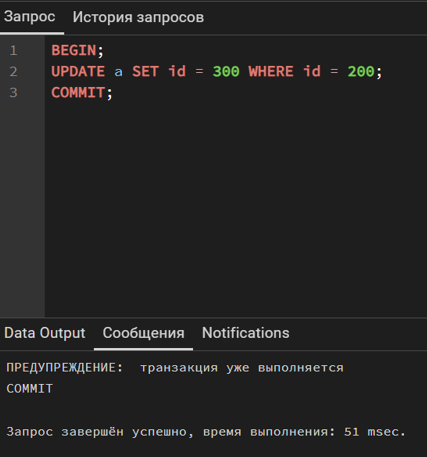 Запрос История запросов
1 BEGIN;
2 UPDATE a SET id = 300 WHERE id = 200;
3 COMMIT;
Data Output Сообщения Notifications
ПРЕДУПРЕЖДЕНИЕ: транзакция уже выполняется
COMMIT
Запрос завершён успешно, время выполнения: 51 msec.